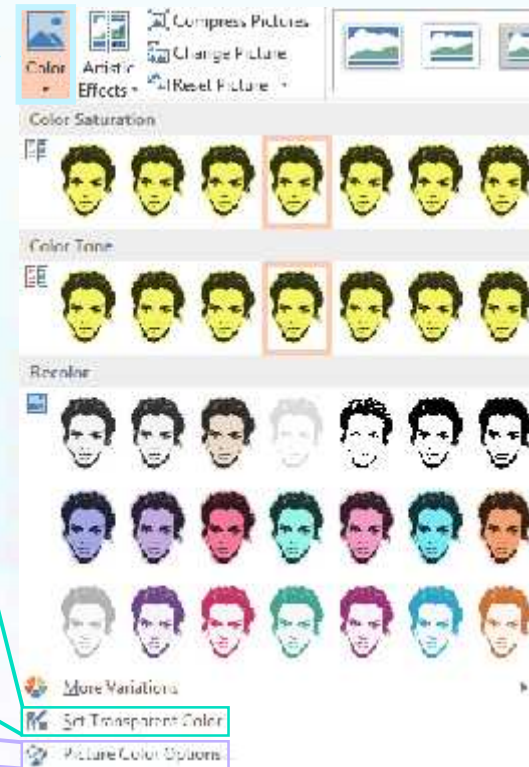 Compress Pictures
Change Picture
Color
Artistic
Effects
Reset Picture
Color Saturation
Color Tone
Recolor
More Variations
Set Transparent Color
Picture Color Options